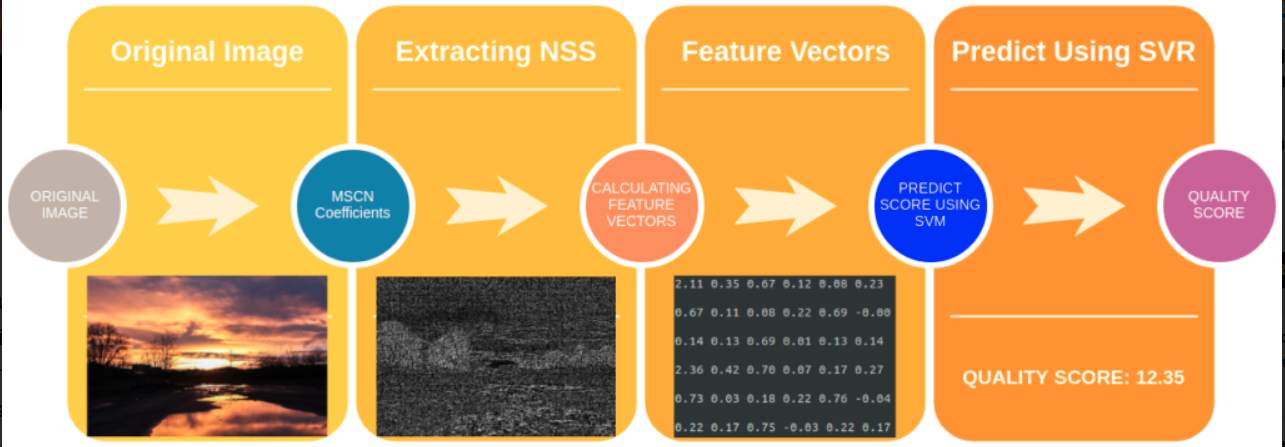 Original Image
Extracting NSS
Feature Vectors
Predict Using SVR
ORIGINAL
IMAGE
MSCN
Coefficients
CALCULATING
FEATURE
VECTORS
PREDICT
SCORE USING
SVM
QUALITY
SCORE
2.11 0.35 0.67 0.12 0.08 0.23
0.67 0.11 0.08 0.22 0.69 -0.00
0.14 0.13 0.69 0.01 0.13 0.14
2.36 0.42 0.70 0.07 0.17 0.27
0.73 0.03 0.18 0.22 0.76 -0.04
0.22 0.17 0.75 -0.03 0.22 0.17
QUALITY SCORE: 12.35